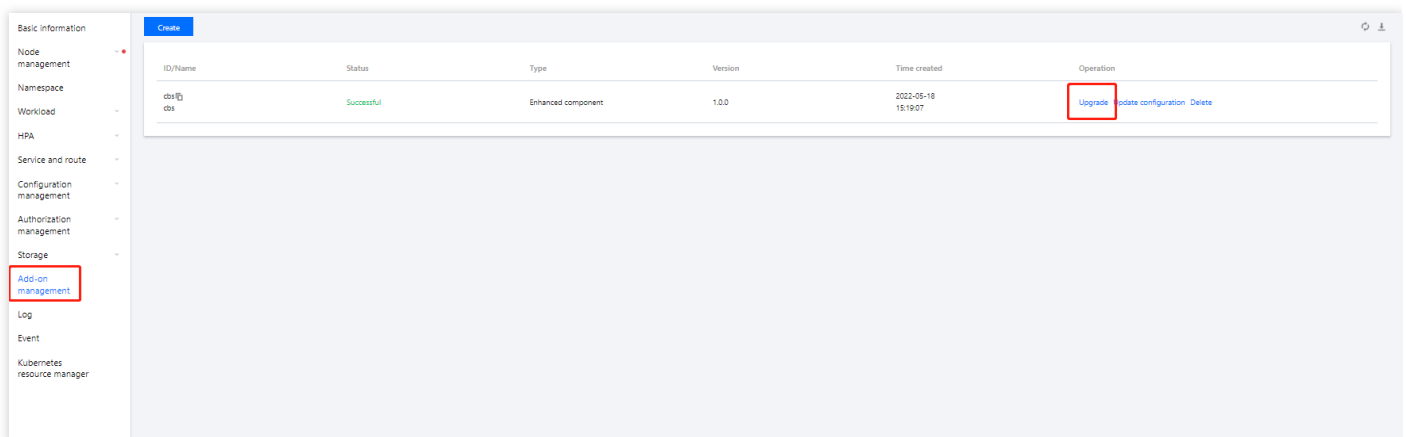 Basic Information
Node
management
Namespace
Workload
HPA
Service and route
Configuration
management
Authorization
management
Storage
Add-on
management
Log
Event
Kubernetes
resource manager
Create
ID/Name Status Type Version Time created Operation
cbs
cbs
Successful
Enhanced component
1.0.0
2022-05-18
15:19:07
Upgrade Update configuration Delete